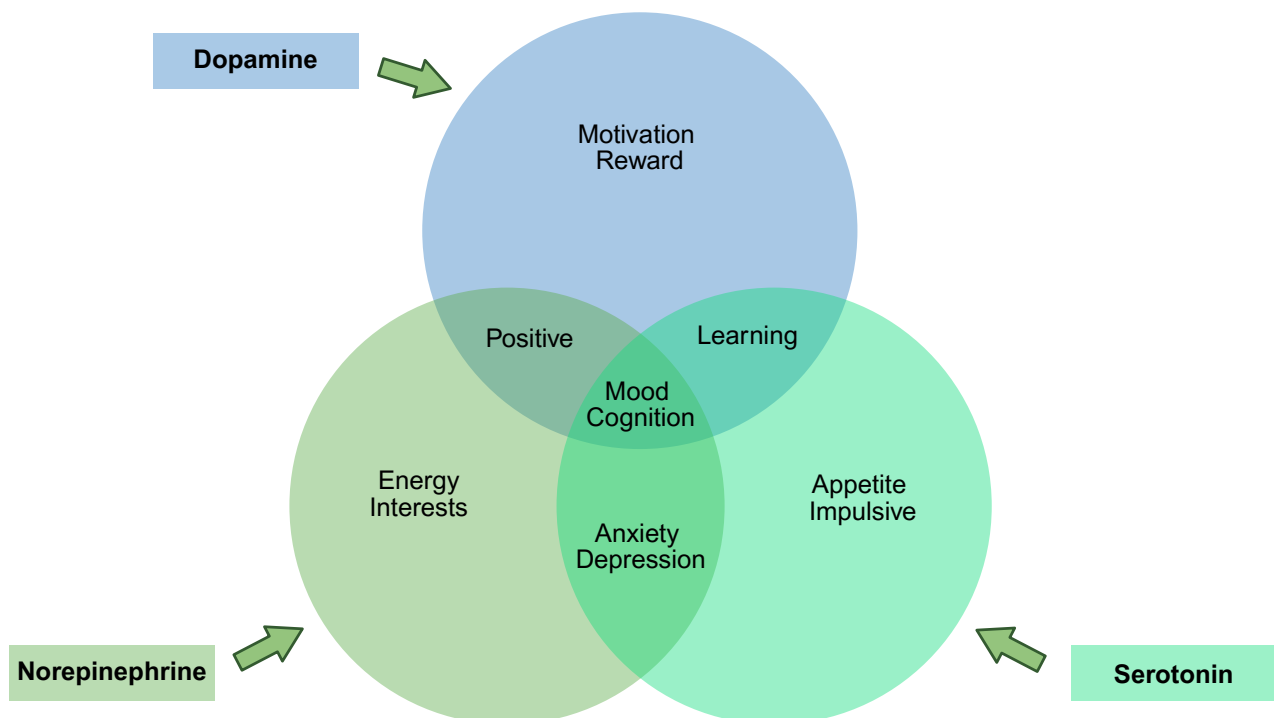 Dopamine
Motivation
Reward
Positive
Learning
Mood
Cognition
Energy
Interests
Appetite
Impulsive
Anxiety
Depression
Norepinephrine
Serotonin